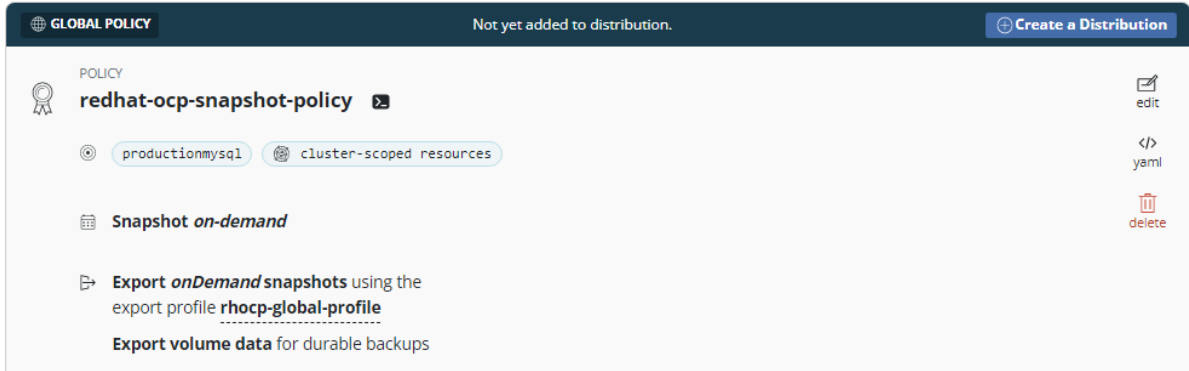 GLOBAL POLICY
Not yet added to distribution.
Create a Distribution
POLICY
redhat-ocp-snapshot-policy
edit
productionmysql
cluster-scoped resources
yaml
Snapshot on-demand
delete
Export onDemand snapshots using the
export profile rhocp-global-profile
Export volume data for durable backups